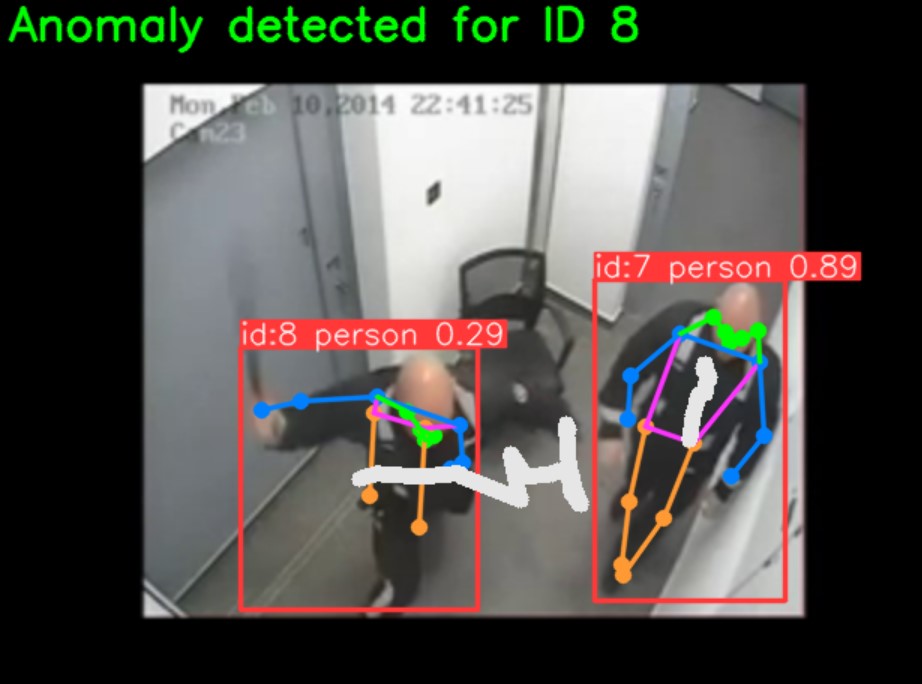 Anomaly detected for ID 8
Mon Feb 10,2014 22:41:25
Cam23
id:7 person 0.89
id:8 person 0.29